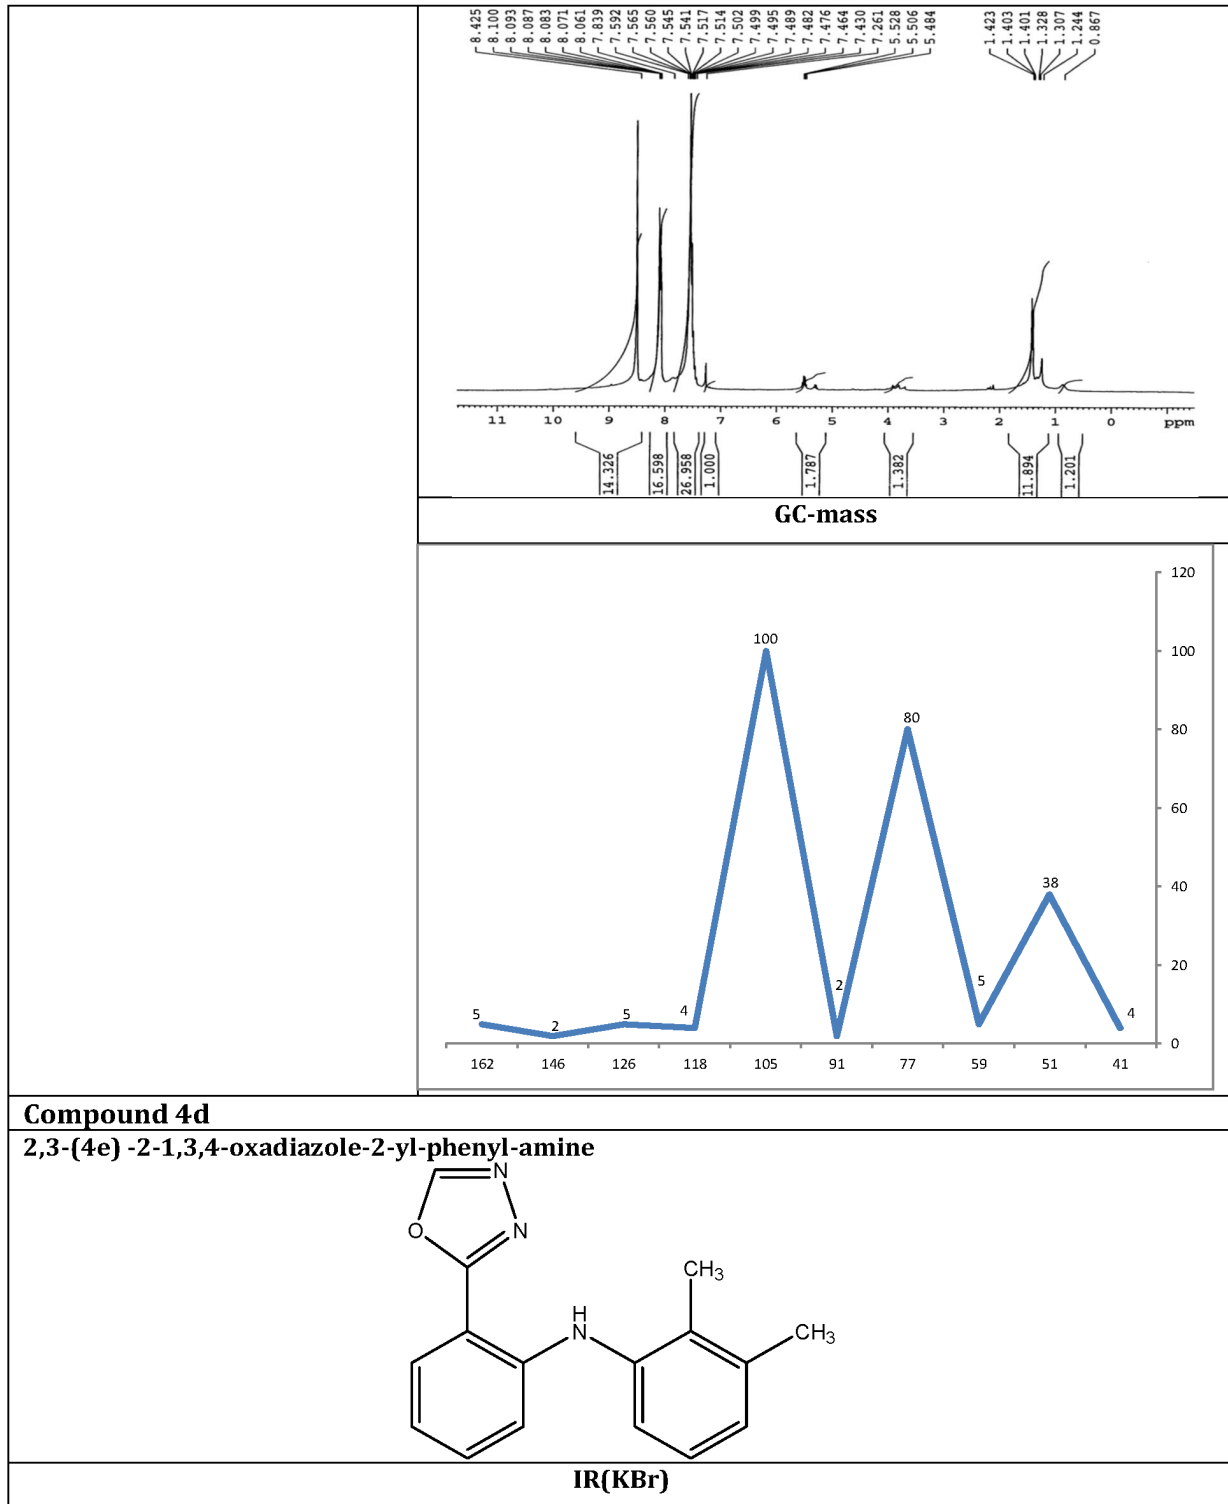 8.425 8.100 8.093 8.087 8.083 8.071 8.061 7.839 7.592 7.565 7.560 7.545 7.541 7.517 7.514 7.502 7.499 7.495 7.489 7.482 7.476 7.464 7.430 7.261 5.528 5.506 5.484 1.423 1.403 1.401 1.328 1.307 1.244 0.867
11 10 9 8 7 6 5 4 3 2 1 0 ppm
14.326 16.598 26.958 1.000 1.787 1.382 11.894 1.201
GC-mass
120
100
100
80
80
60
38
40
20
5 2 5 4 2 5 4
0
162 146 126 118 105 91 77 59 51 41
Compound 4d
2,3-(4e) -2-1,3,4-oxadiazole-2-yl-phenyl-amine
N
O N
CH3
H
N
CH3
IR(KBr)